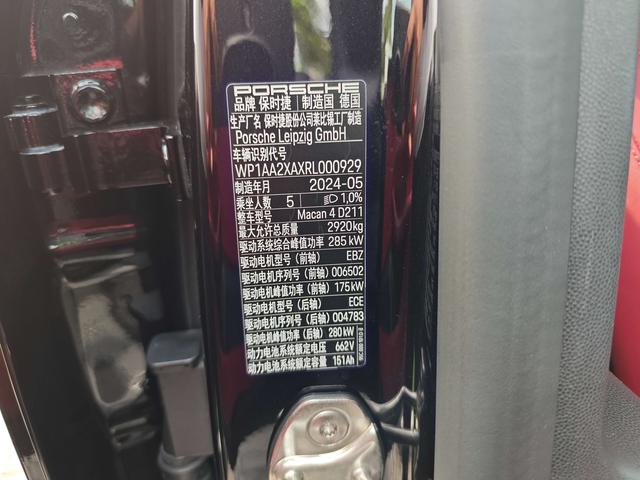 PORSCHE
品牌 保时捷 制造国 德国
生产厂名 保时捷股份公司莱比锡工厂制造
Porsche Leipzig GmbH
车辆识别代号
WP1AA2XAXRL000929
制造年月 2024-05
乘坐人数 5 1,0%
整车型号 Macan 4 D211
最大允许总质量 2920kg
驱动系统综合峰值功率 285 kW
驱动电机型号（前轴） EBZ
驱动电机序列号（前轴） 006502
驱动电机峰值功率（前轴） 175kW
驱动电机型号（后轴） ECE
驱动电机序列号（后轴） 004783
驱动电机峰值功率（后轴） 280 kW
动力电池系统额定电压 662V
动力电池系统额定容量 151Ah